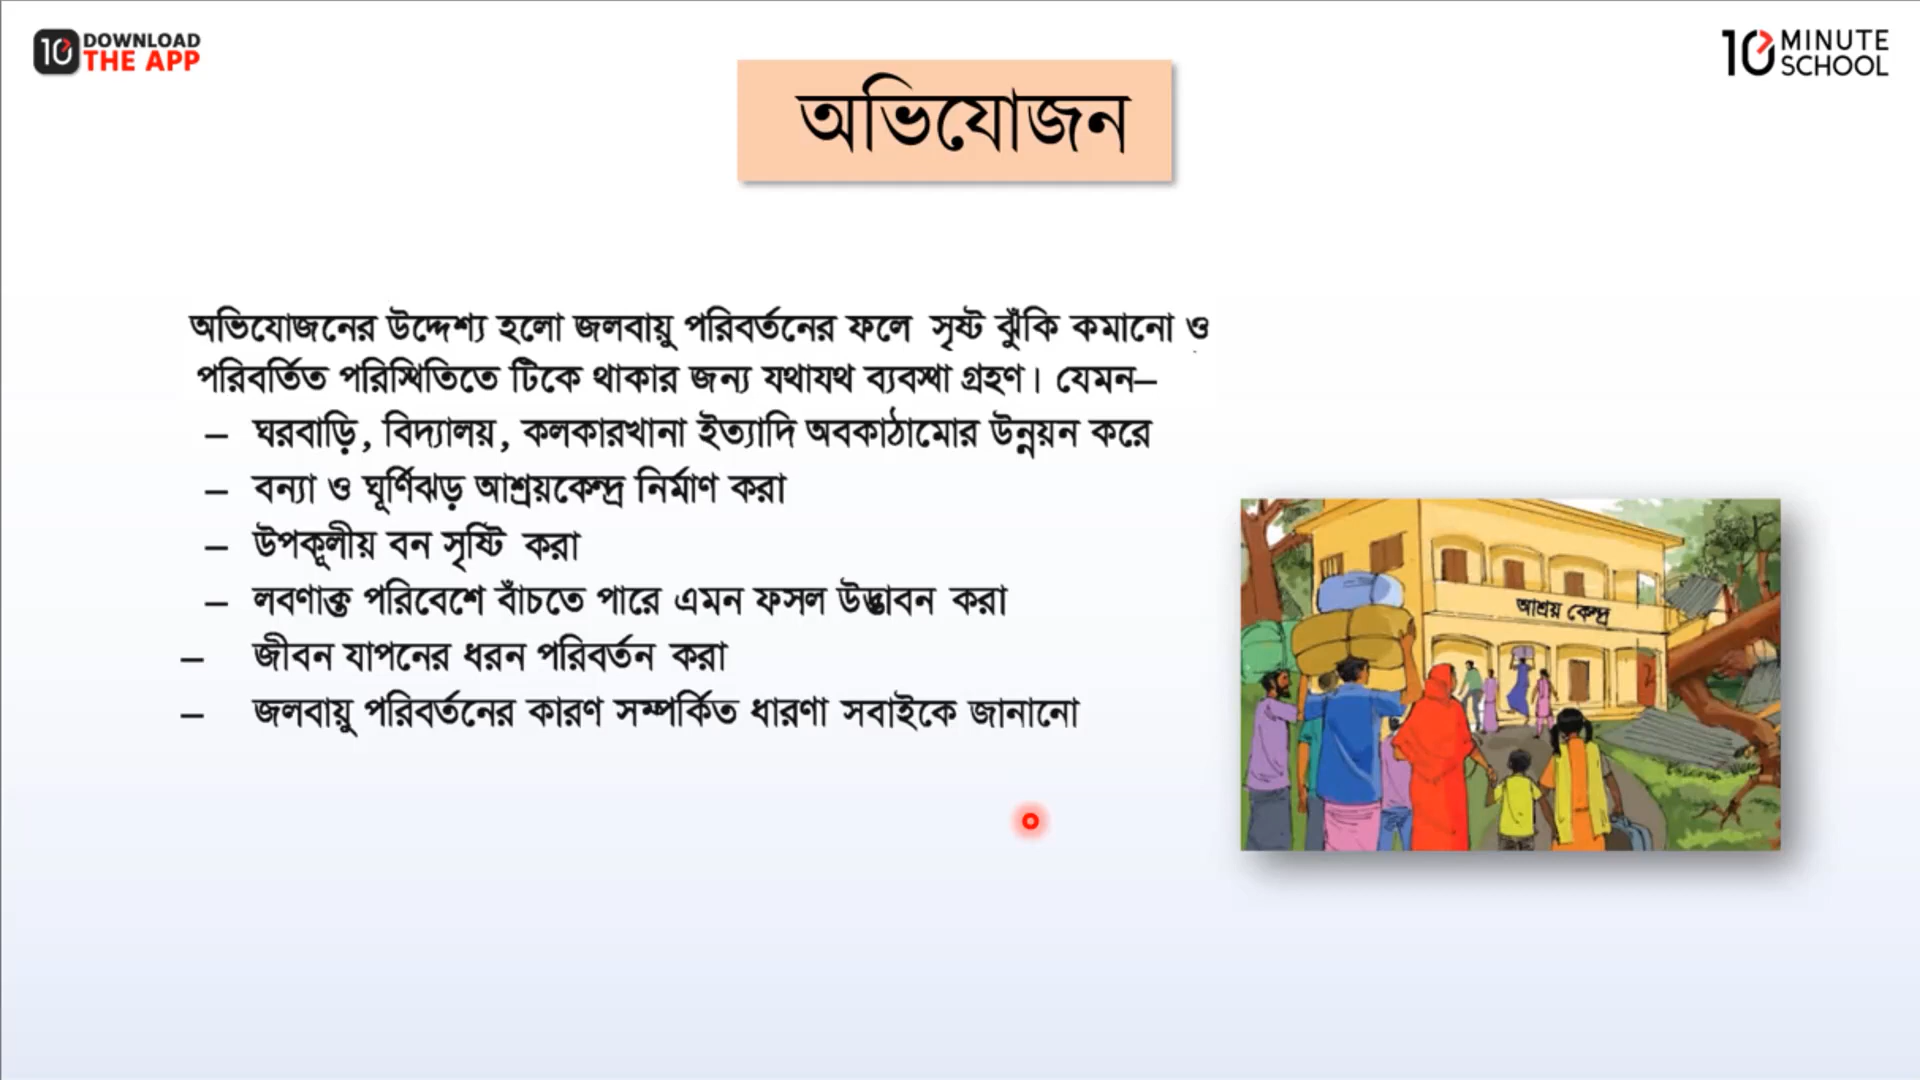 DOWNLOAD
THE APP
10 MINUTE
SCHOOL
অভিযোজন
অভিযোজনের উদ্দেশ্য হলো জলবায়ু পরিবর্তনের ফলে সৃষ্ট ঝুঁকি কমানো ও
পরিবর্তিত পরিস্থিতিতে টিকে থাকার জন্য যথাযথ ব্যবস্থা গ্রহণ। যেমন–
– ঘরবাড়ি, বিদ্যালয়, কলকারখানা ইত্যাদি অবকাঠামোর উন্নয়ন করে
– বন্যা ও ঘূর্ণিঝড় আশ্রয়কেন্দ্র নির্মাণ করা
– উপকূলীয় বন সৃষ্টি করা
– লবণাক্ত পরিবেশে বাঁচতে পারে এমন ফসল উদ্ভাবন করা
– জীবন যাপনের ধরন পরিবর্তন করা
– জলবায়ু পরিবর্তনের কারণ সম্পর্কিত ধারণা সবাইকে জানানো
আশ্রয় কেন্দ্র